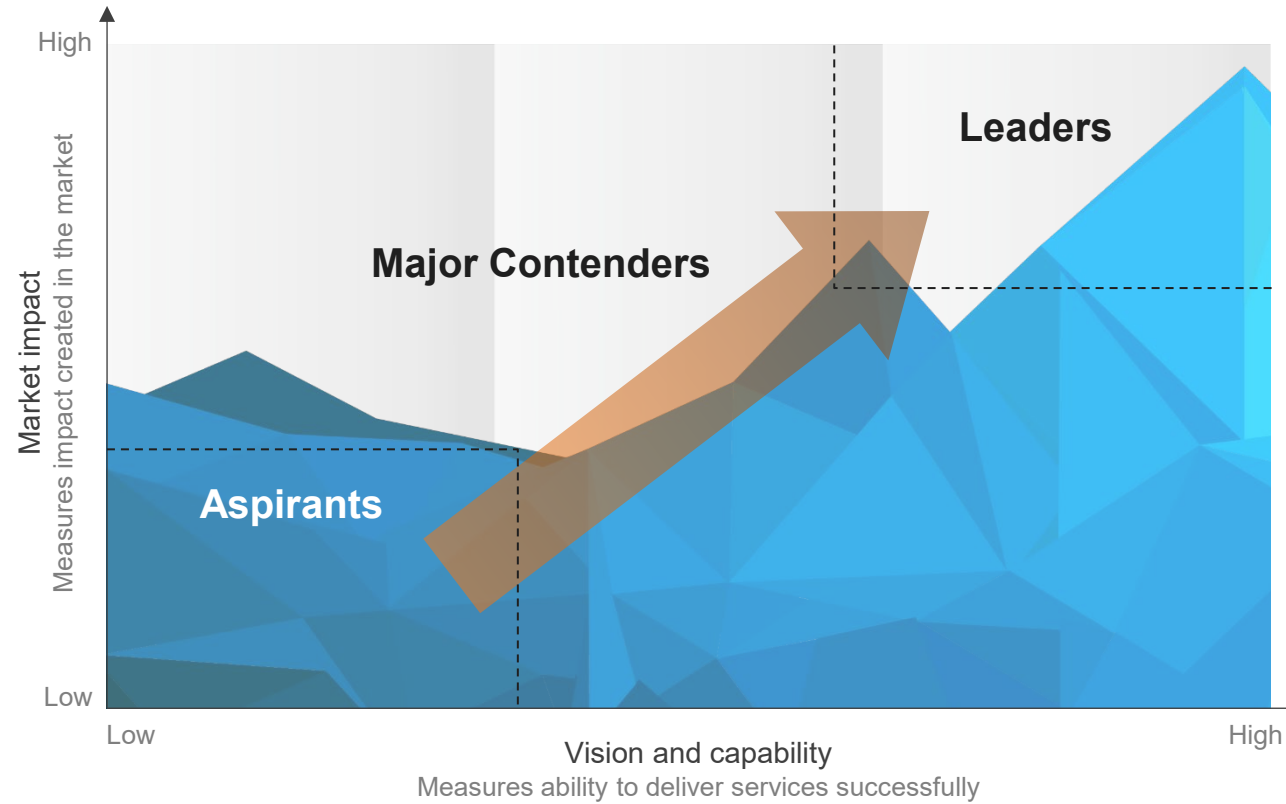 High
Leaders
Major Contenders
Market impact
Measures impact created in the market
Aspirants
Low
Low
High
Vision and capability
Measures ability to deliver services successfully